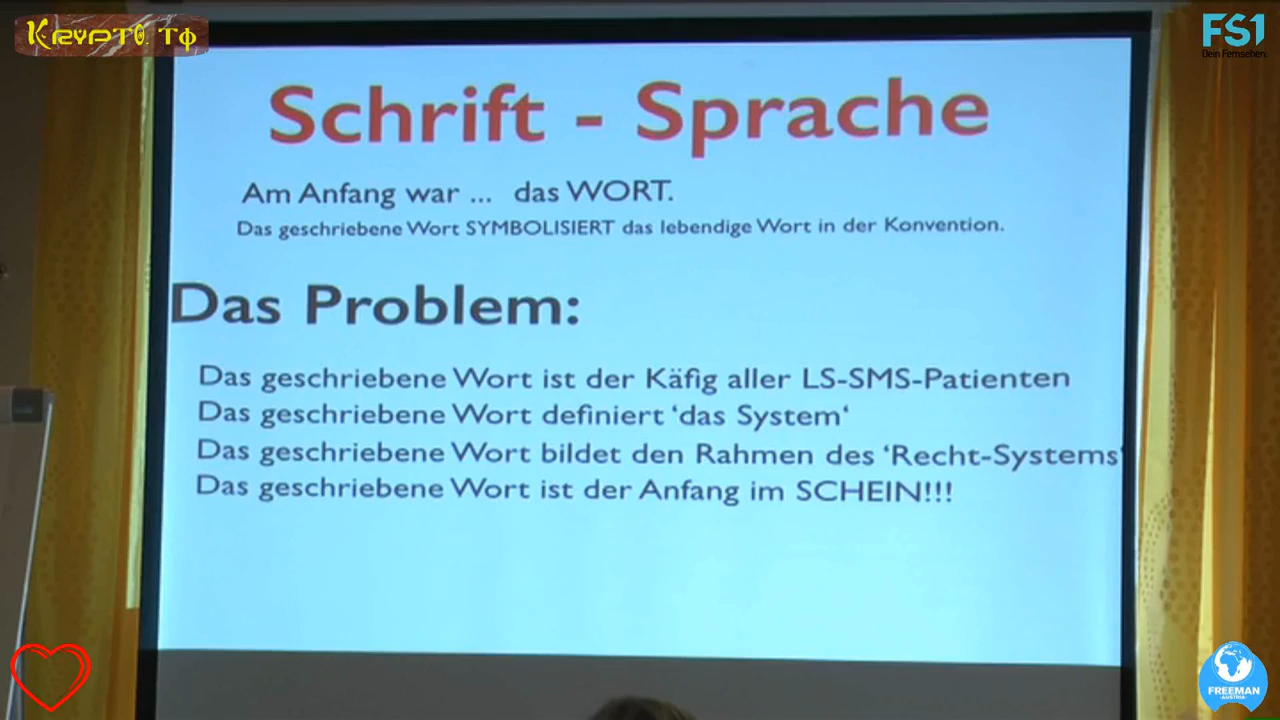 Krypto.TV
FS1
Dein Fernsehen.
Schrift - Sprache
Am Anfang war ... das WORT.
Das geschriebene Wort SYMBOLISIERT das lebendige Wort in der Konvention.
Das Problem:
Das geschriebene Wort ist der Käfig aller LS-SMS-Patienten
Das geschriebene Wort definiert ‘das System‘
Das geschriebene Wort bildet den Rahmen des ‘Recht-Systems‘
Das geschriebene Wort ist der Anfang im SCHEIN!!!
FREEMAN
AUSTRIA